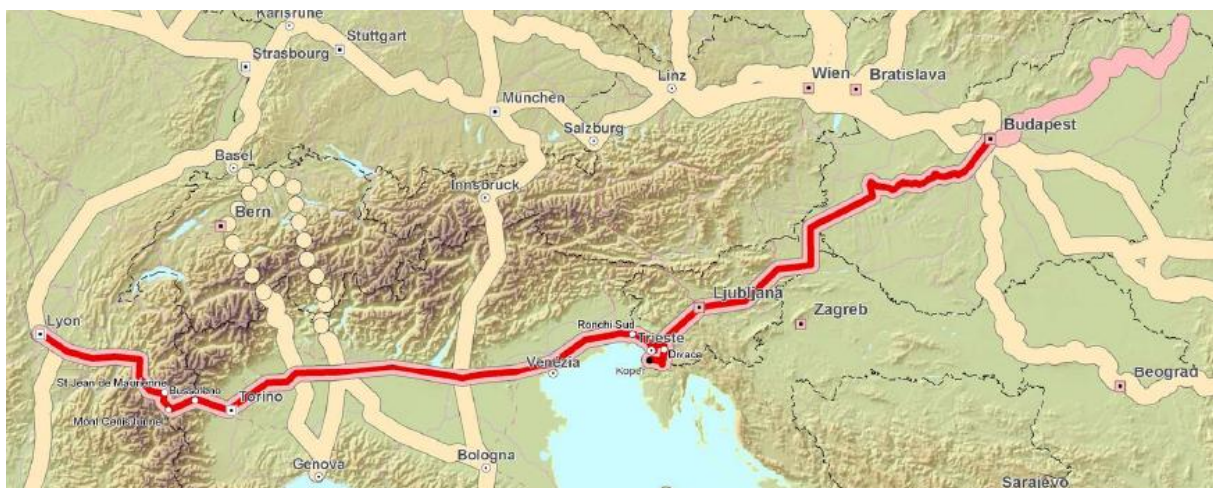 Karlsruhe
Stuttgart
Strasbourg
Linz
Wien
Bratislava
München
Salzburg
Budapest
Basel
Innsbruck
Bern
Ljubljana
Zagreb
Lyon
Ronchi Sud
Trieste
Divaca
Venezia
Koper
St Jean de Maurienne
Bussoleno
Torino
Mont Cenis tunnel
Beograd
Bologna
Genova
Sarajevo